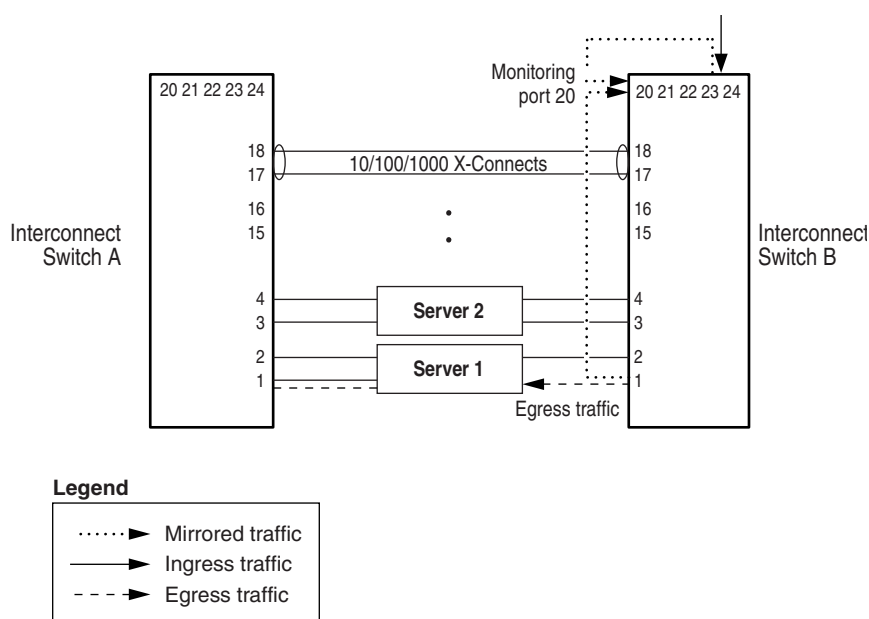 Monitoring
port 20
20 21 22 23 24
20 21 22 23 24
18
10/100/1000 X-Connects
18
17
17
16
16
15
15
Interconnect
Switch A
Interconnect
Switch B
4
Server 2
4
3
3
2
Server 1
2
1
1
Egress traffic
Legend
Mirrored traffic
Ingress traffic
Egress traffic